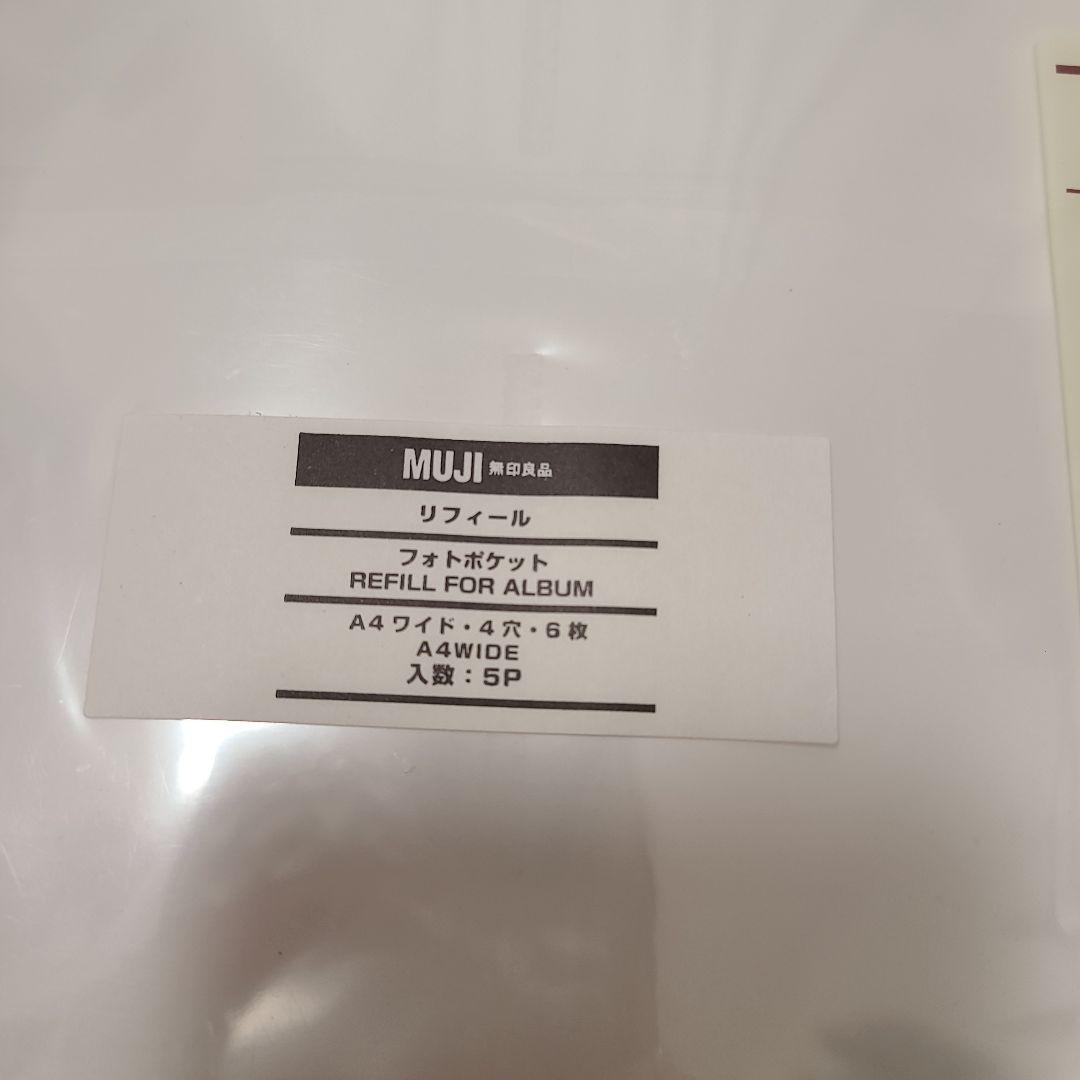 MUJI 無印良品
リフィール
フォトポケット
REFILL FOR ALBUM
A4ワイド・4穴・6枚
A4WIDE
入数：5P